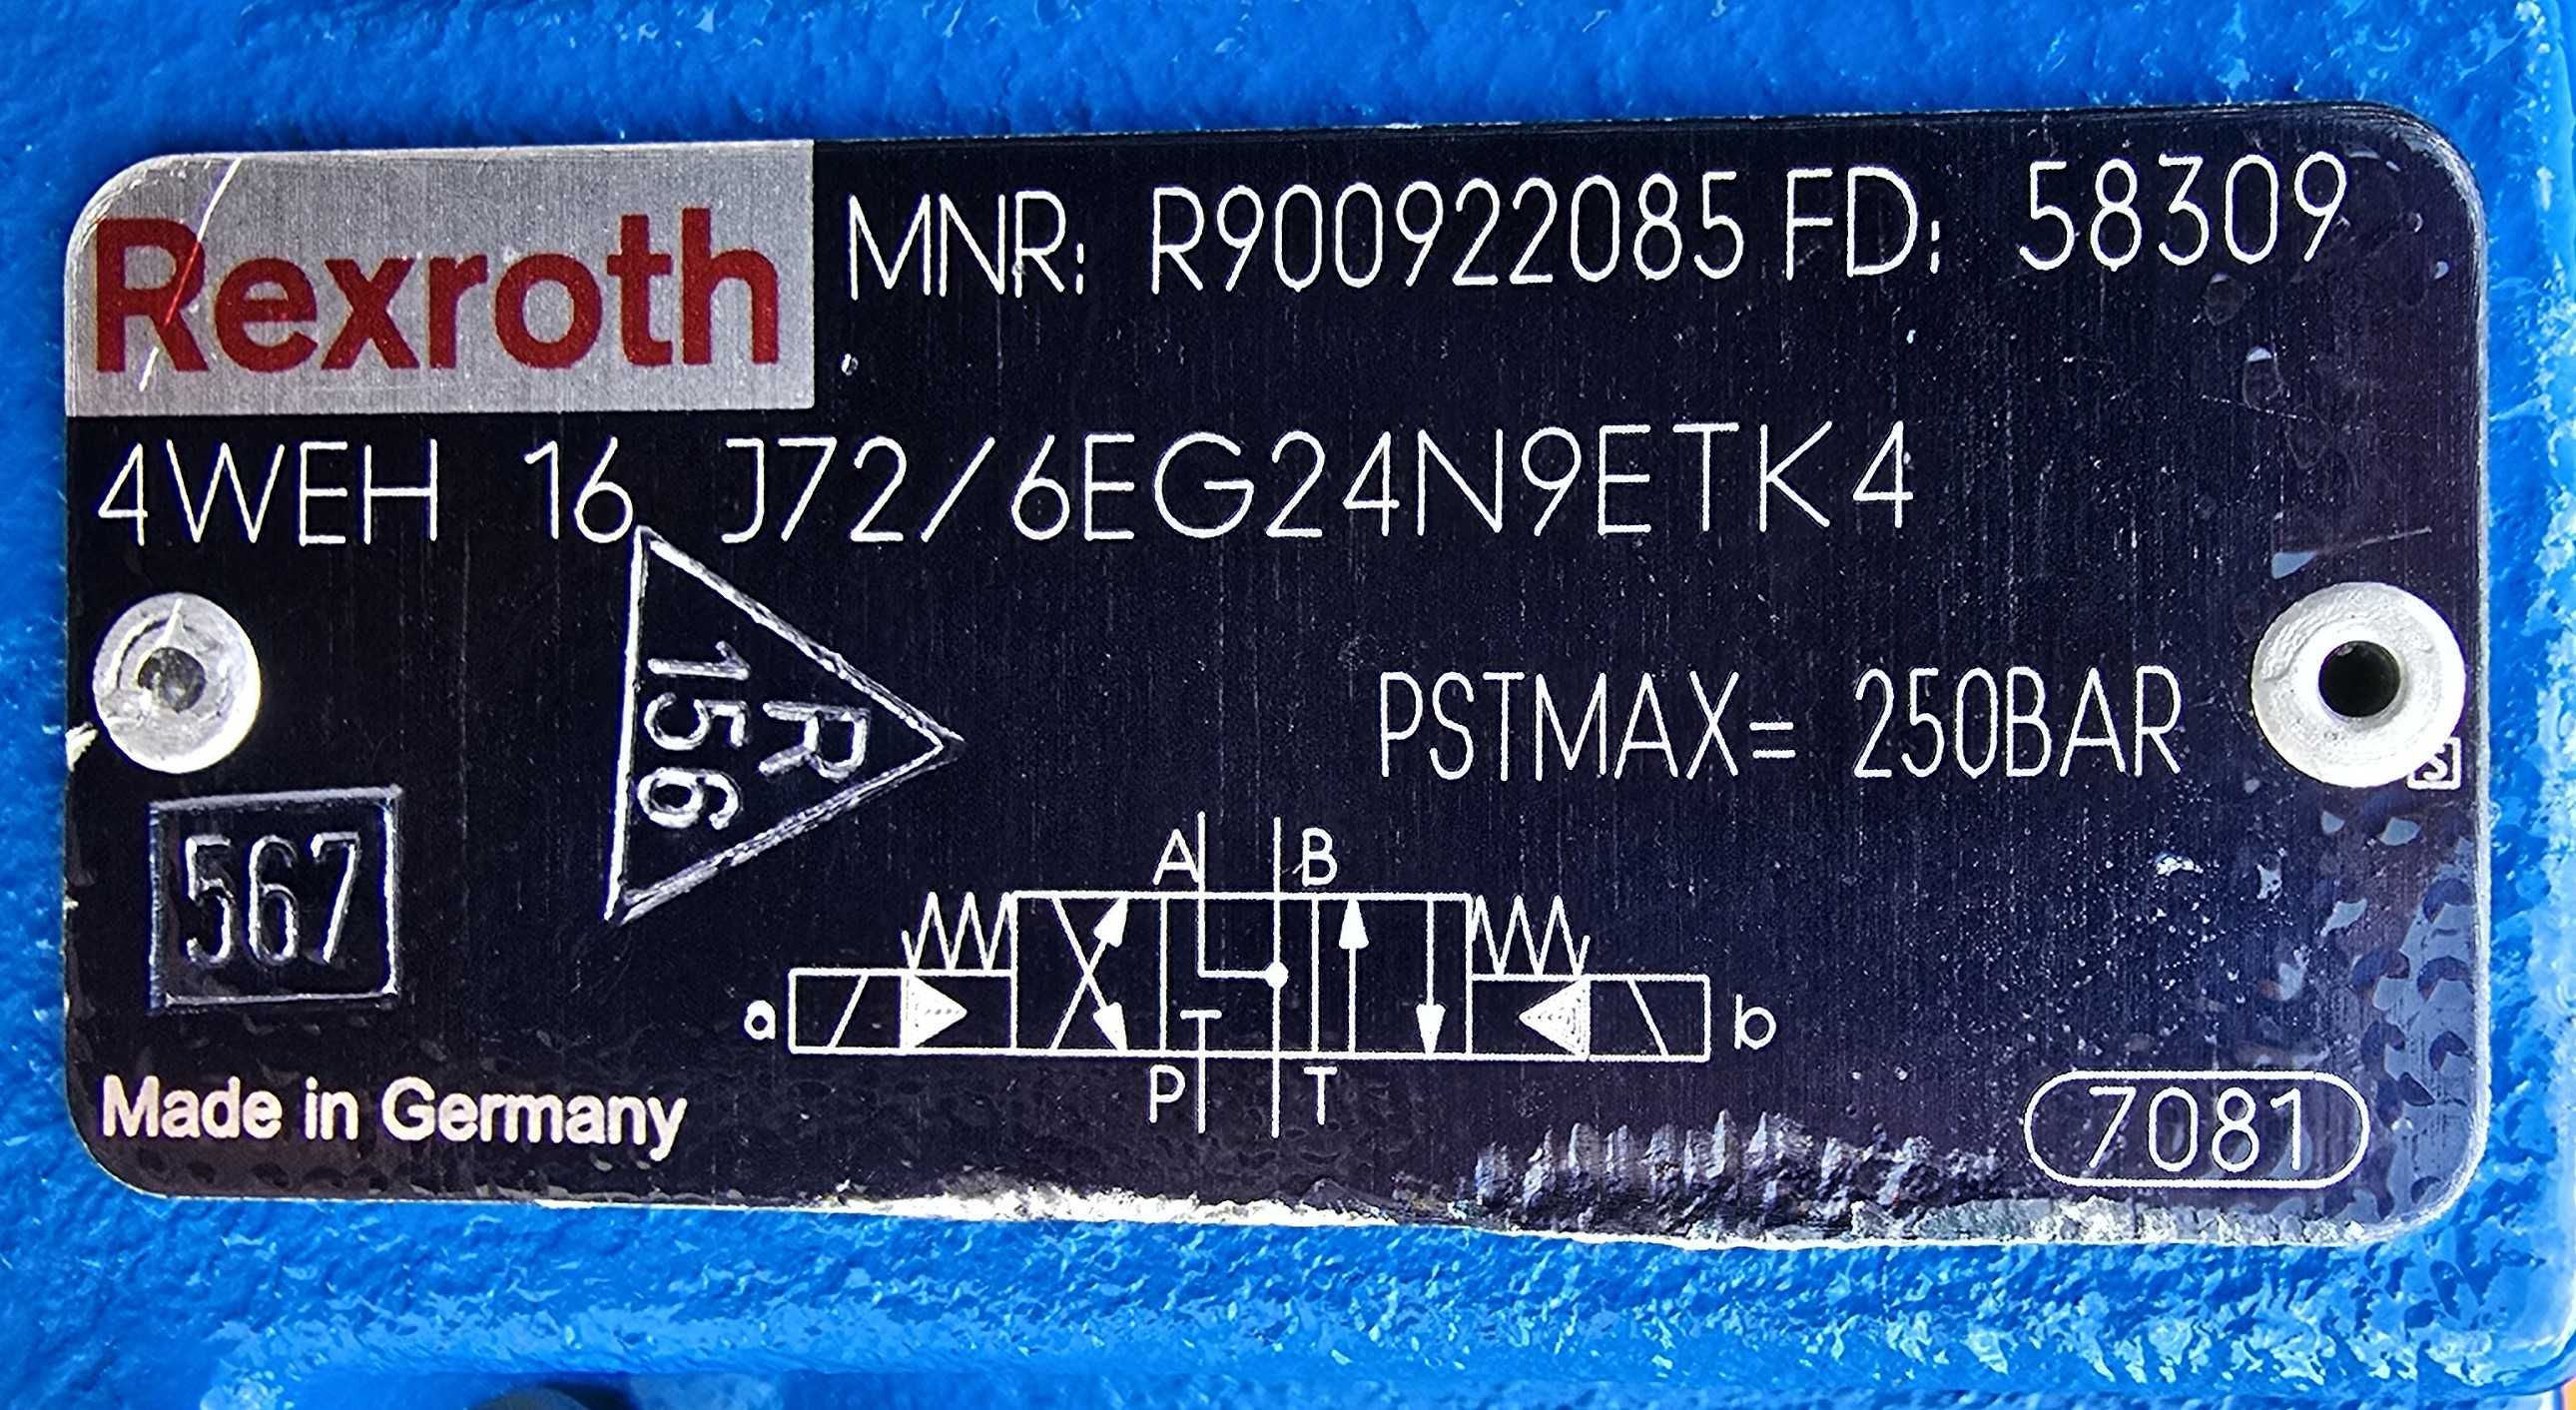 Rexroth
MNR: R900922085 FD: 58309
4WEH 16 J72/6EG24N9ETK4
R
156
PSTMAX= 250BAR
567
A B
a b
P T
Made in Germany
7081